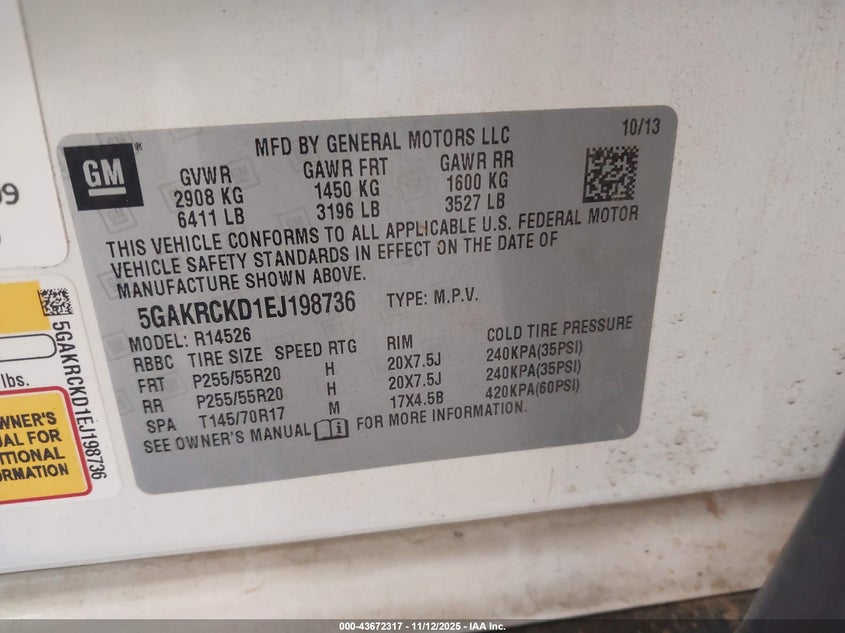 GM
MFD BY GENERAL MOTORS LLC
10/13
GVWR GAWR FRT GAWR RR
2908 KG 1450 KG 1600 KG
6411 LB 3196 LB 3527 LB
THIS VEHICLE CONFORMS TO ALL APPLICABLE U.S. FEDERAL MOTOR
VEHICLE SAFETY STANDARDS IN EFFECT ON THE DATE OF
MANUFACTURE SHOWN ABOVE.
5GAKRCKD1EJ198736 TYPE: M.P.V.
MODEL: R14526
RBBC TIRE SIZE SPEED RTG RIM COLD TIRE PRESSURE
FRT P255/55R20 H 20X7.5J 240KPA(35PSI)
RR P255/55R20 H 20X7.5J 240KPA(35PSI)
SPA T145/70R17 M 17X4.5B 420KPA(60PSI)
SEE OWNER'S MANUAL FOR MORE INFORMATION.
5GAKRCKD1EJ198736
lbs.
WNER'S
UAL FOR
ITIONAL
ORMATION
000-43672317 - 11/12/2025 - IAA Inc.